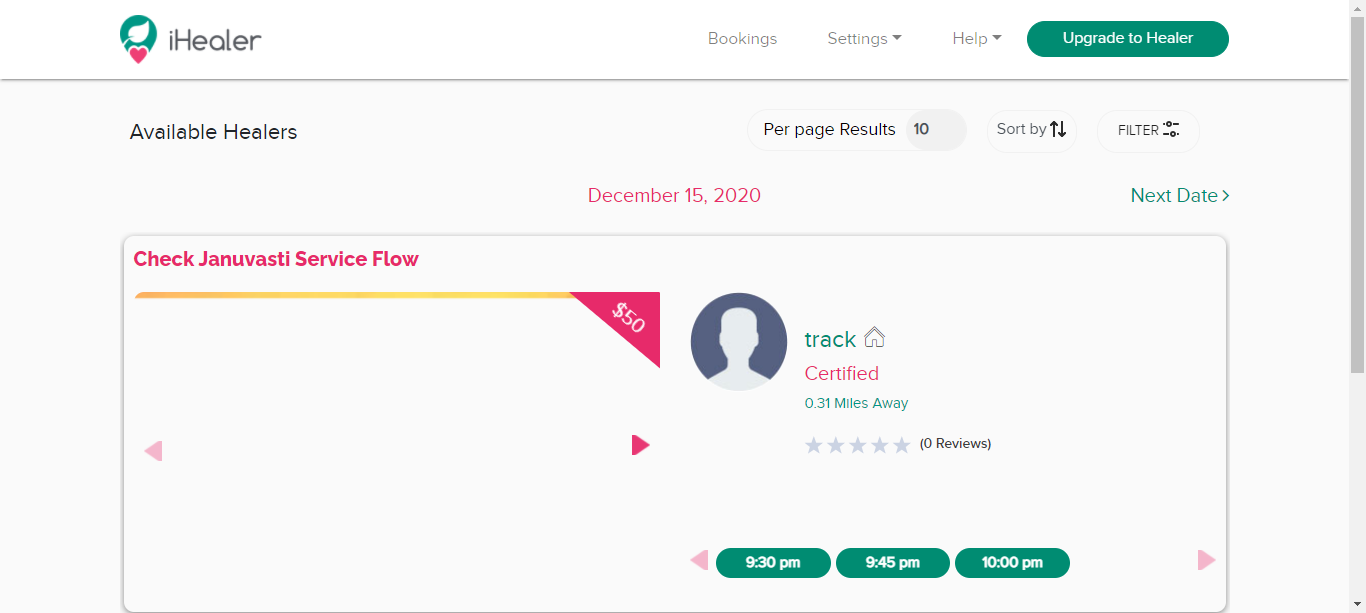 iHealer
Bookings
Settings
Help
Upgrade to Healer
Available Healers
Per page Results 10
Sort by
FILTER
December 15, 2020
Next Date
Check Januvasti Service Flow
$50
track
Certified
0.31 Miles Away
(0 Reviews)
9:30 pm
9:45 pm
10:00 pm